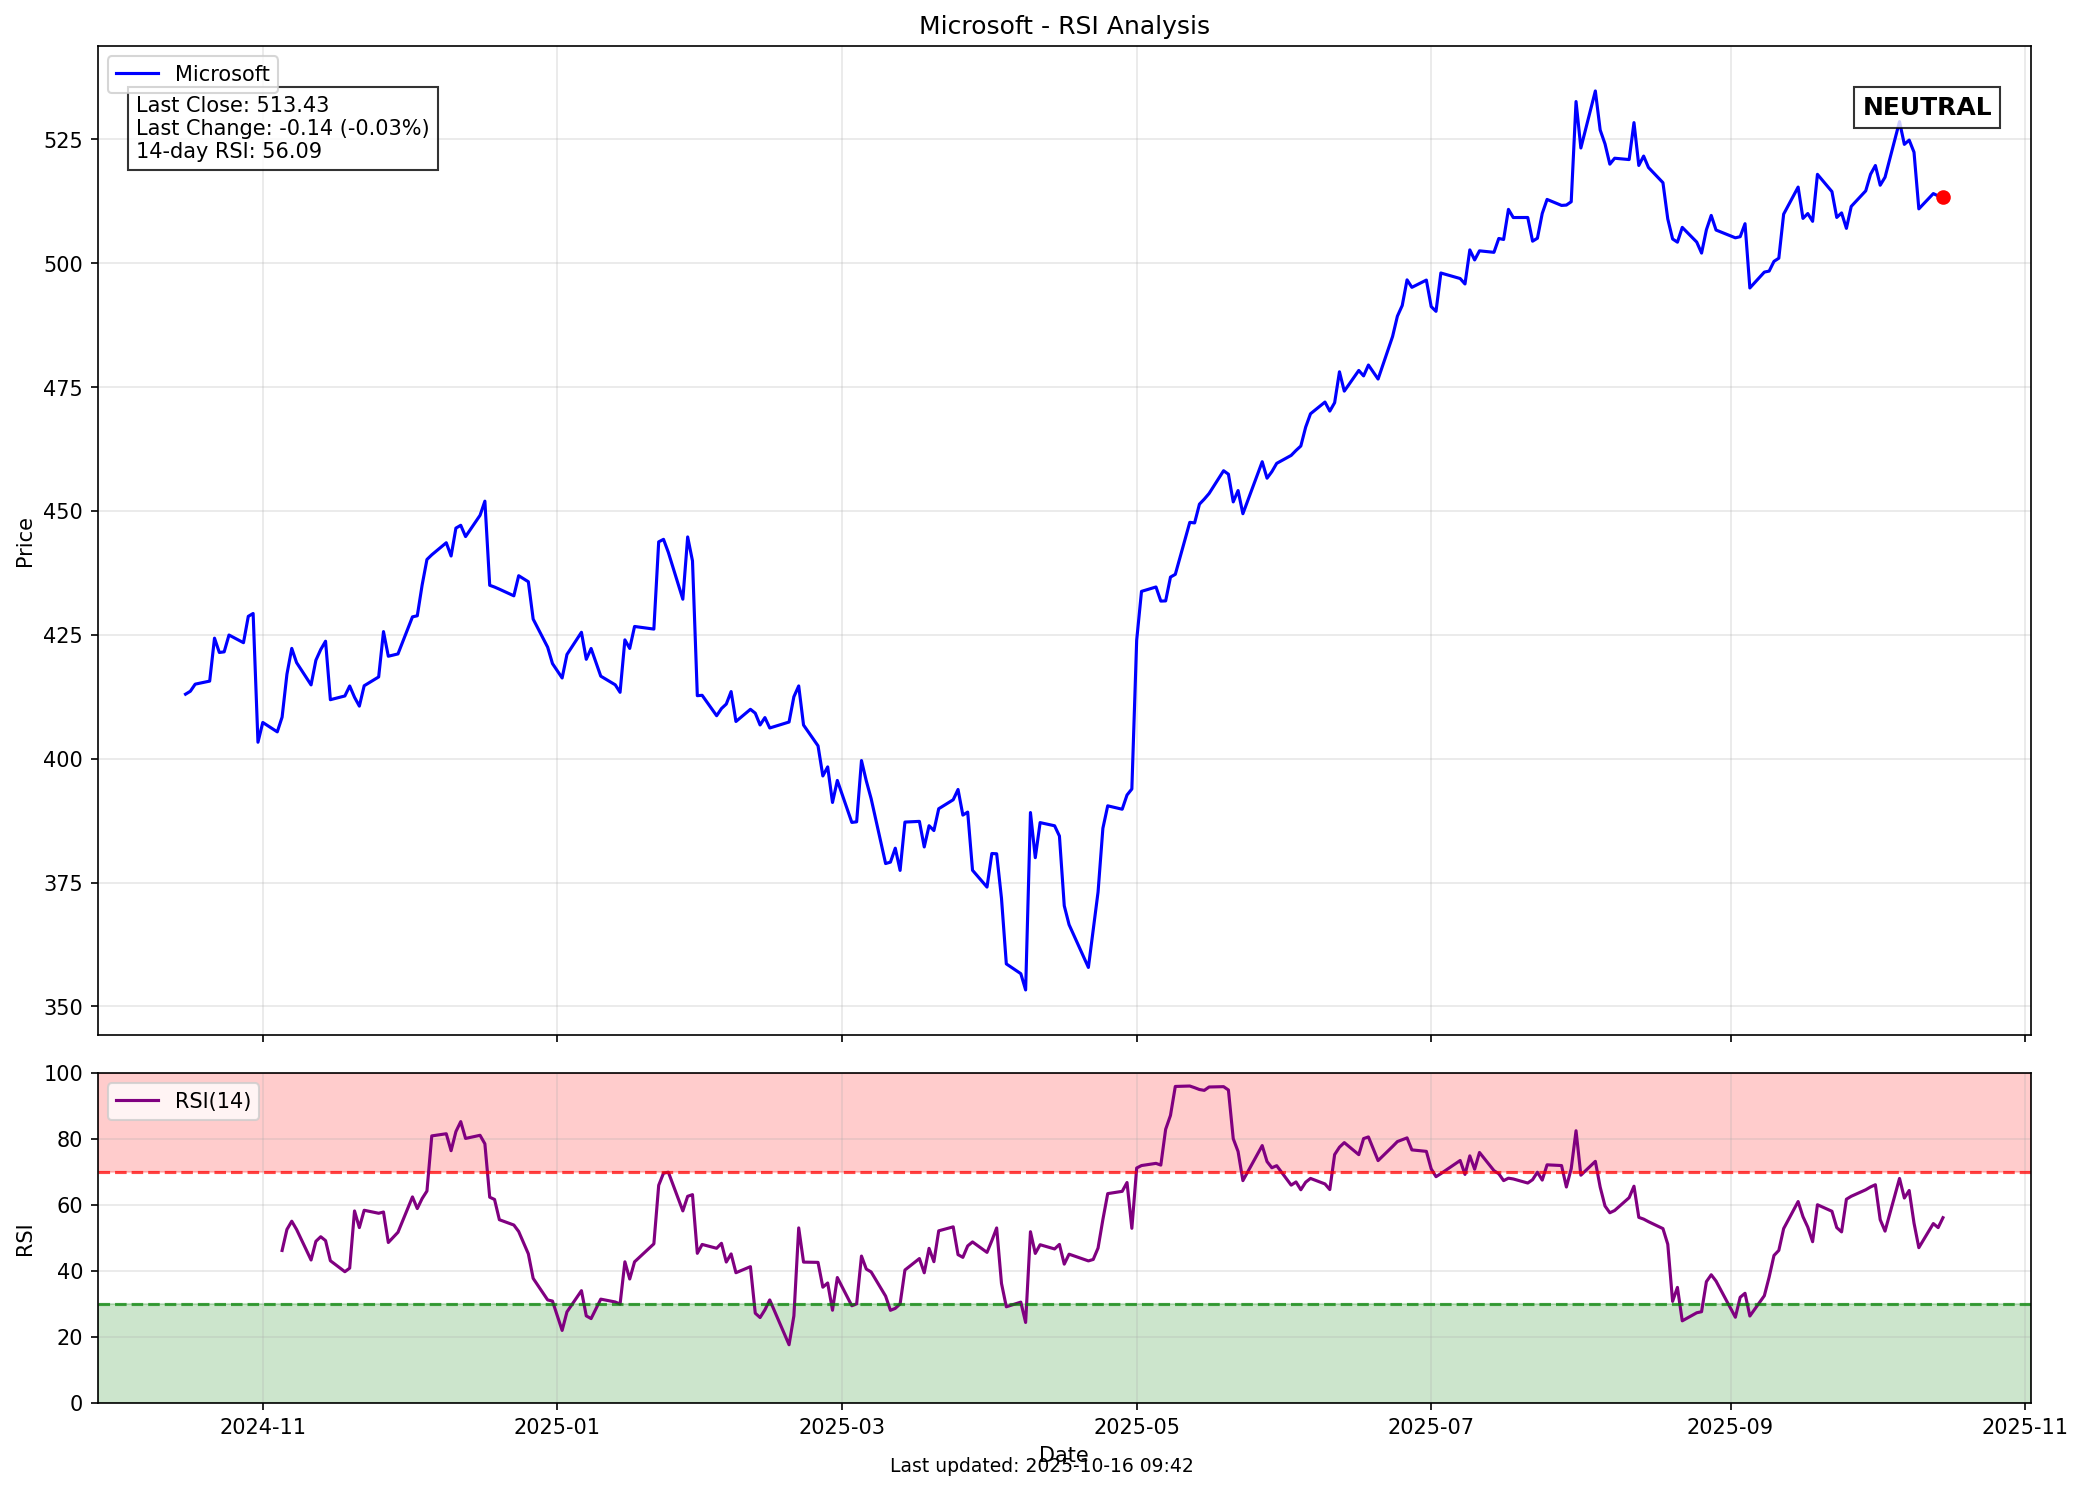 Microsoft - RSI Analysis
Microsoft
Last Close: 513.43
Last Change: -0.14 (-0.03%)
14-day RSI: 56.09
NEUTRAL
Price
525
500
475
450
425
400
375
350
RSI
RSI(14)
100
80
60
40
20
0
2024-11
2025-01
2025-03
2025-05
2025-07
2025-09
2025-11
Date
Last updated: 2025-10-16 09:42